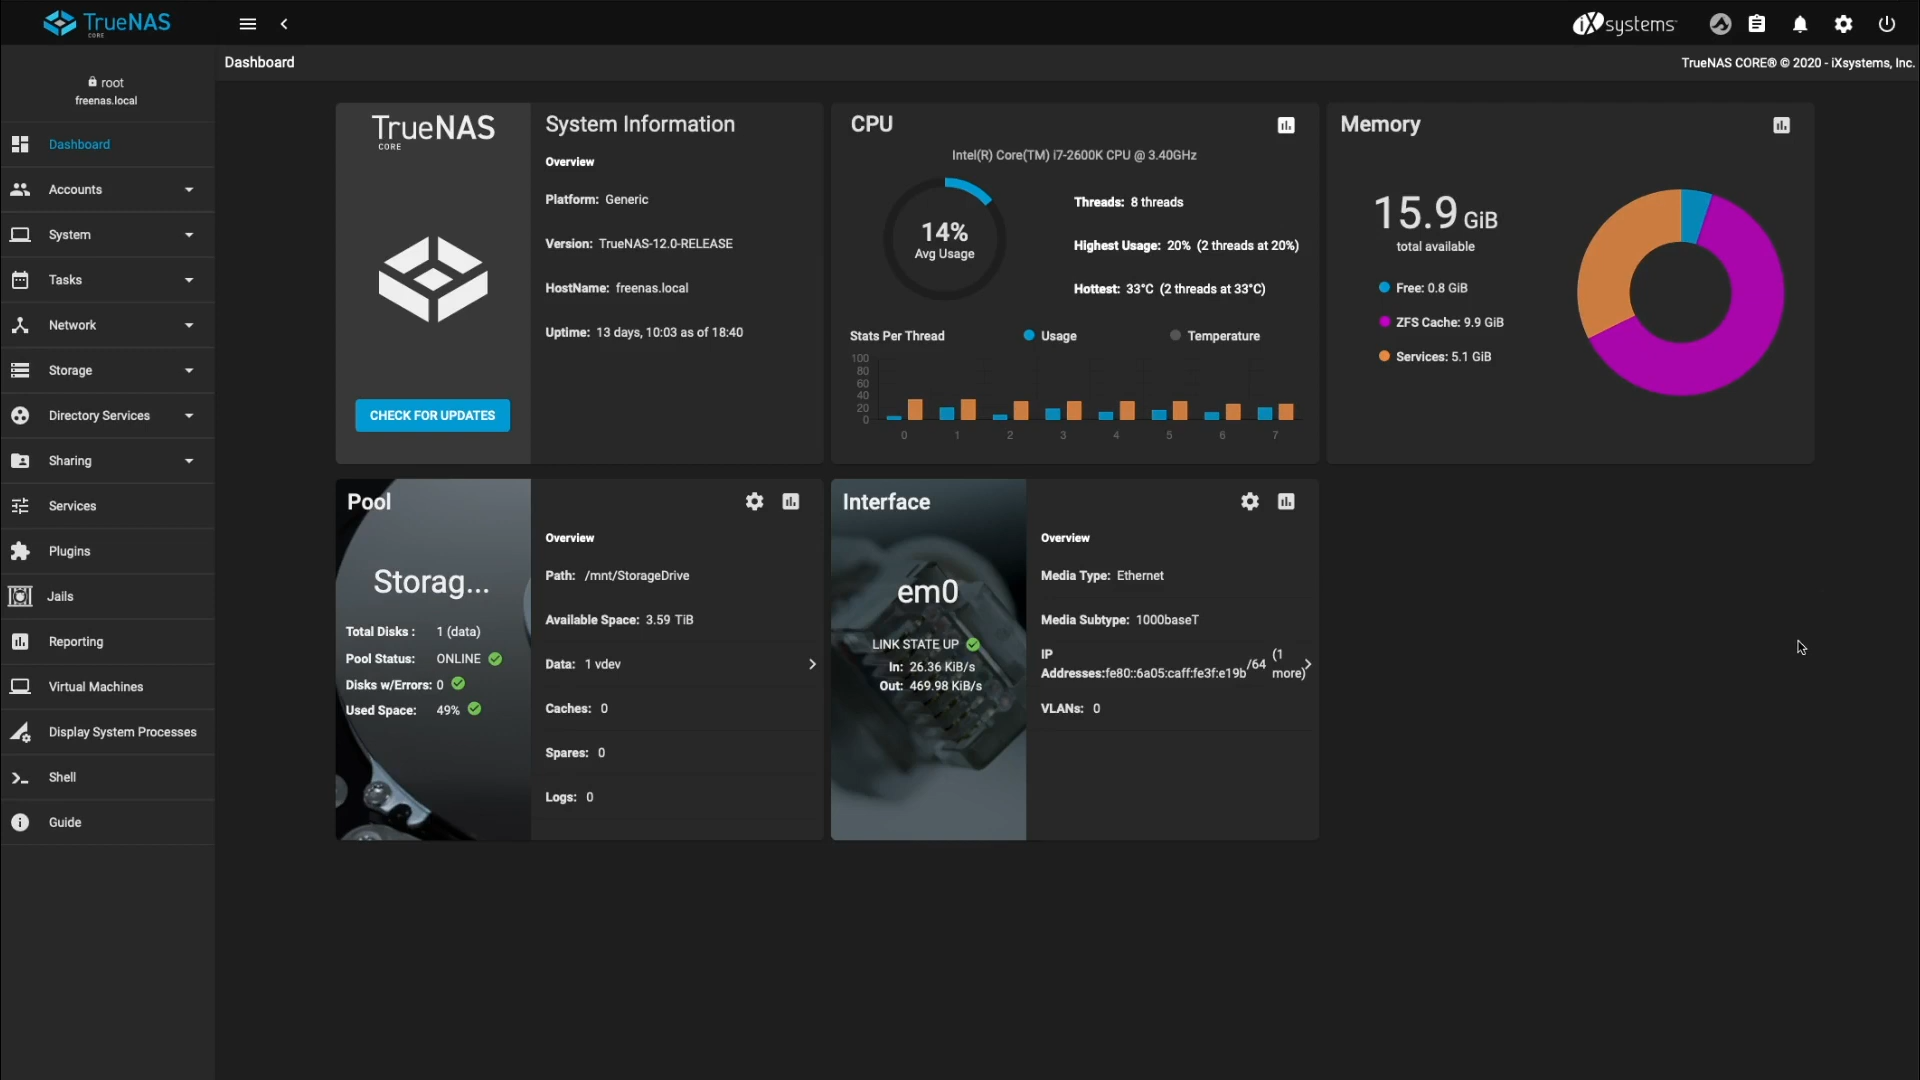 TrueNAS
CORE
iXsystems
Dashboard
TrueNAS CORE® © 2020 - iXsystems, Inc.
root
freenas.local
Dashboard
Accounts
System
Tasks
Network
Storage
Directory Services
Sharing
Services
Plugins
Jails
Reporting
Virtual Machines
Display System Processes
Shell
Guide
TrueNAS
CORE
CHECK FOR UPDATES
System Information
Overview
Platform: Generic
Version: TrueNAS-12.0-RELEASE
HostName: freenas.local
Uptime: 13 days, 10:03 as of 18:40
CPU
Intel(R) Core(TM) i7-2600K CPU @ 3.40GHz
14%
Avg Usage
Threads: 8 threads
Highest Usage: 20% (2 threads at 20%)
Hottest: 33°C (2 threads at 33°C)
Stats Per Thread
Usage
Temperature
100
80
60
40
20
0
0 1 2 3 4 5 6 7
Memory
15.9 GiB
total available
Free: 0.8 GiB
ZFS Cache: 9.9 GiB
Services: 5.1 GiB
Pool
Storag...
Total Disks : 1 (data)
Pool Status: ONLINE
Disks w/Errors: 0
Used Space: 49%
Overview
Path: /mnt/StorageDrive
Available Space: 3.59 TiB
Data: 1 vdev
Caches: 0
Spares: 0
Logs: 0
Interface
em0
LINK STATE UP
In: 26.36 KiB/s
Out: 469.98 KiB/s
Overview
Media Type: Ethernet
Media Subtype: 1000baseT
IP
Addresses:fe80::6a05:caff:fe3f:e19b/64 (1 more)
VLANs: 0